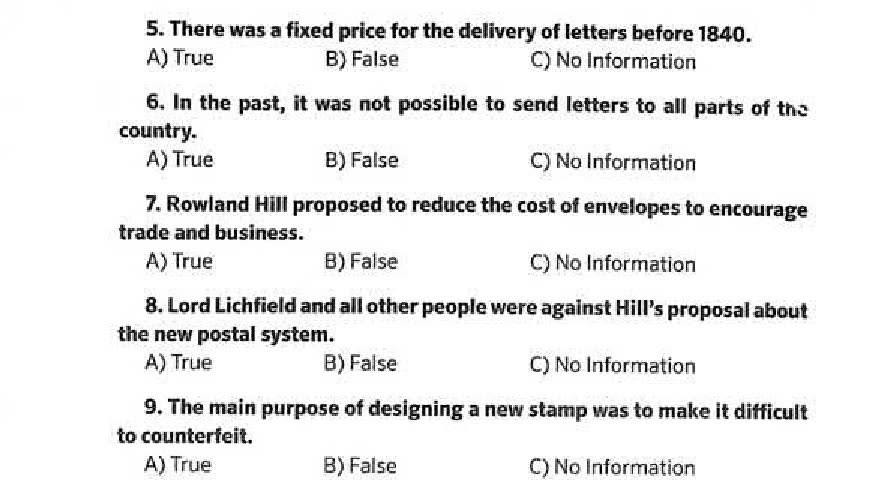 5. There was a fixed price for the delivery of letters before 1840.
A) True B) False C) No Information
6. In the past, it was not possible to send letters to all parts of the
country.
A) True B) False C) No Information
7. Rowland Hill proposed to reduce the cost of envelopes to encourage
trade and business.
A) True B) False C) No Information
8. Lord Lichfield and all other people were against Hill's proposal about
the new postal system.
A) True B) False C) No Information
9. The main purpose of designing a new stamp was to make it difficult
to counterfeit.
A) True B) False C) No Information